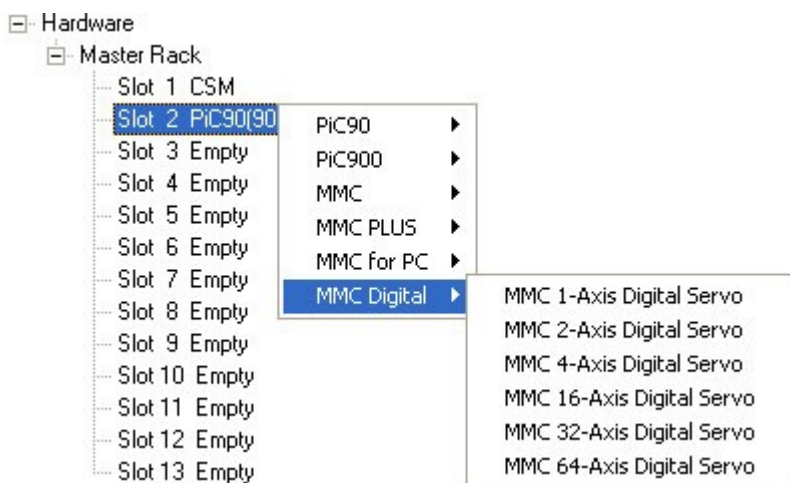 Hardware
Master Rack
Slot 1 CSM
Slot 2 PiC90(90
Slot 3 Empty
Slot 4 Empty
Slot 5 Empty
Slot 6 Empty
Slot 7 Empty
Slot 8 Empty
Slot 9 Empty
Slot 10 Empty
Slot 11 Empty
Slot 12 Empty
Slot 13 Empty
PiC90
PiC900
MMC
MMC PLUS
MMC for PC
MMC Digital
MMC 1-Axis Digital Servo
MMC 2-Axis Digital Servo
MMC 4-Axis Digital Servo
MMC 16-Axis Digital Servo
MMC 32-Axis Digital Servo
MMC 64-Axis Digital Servo